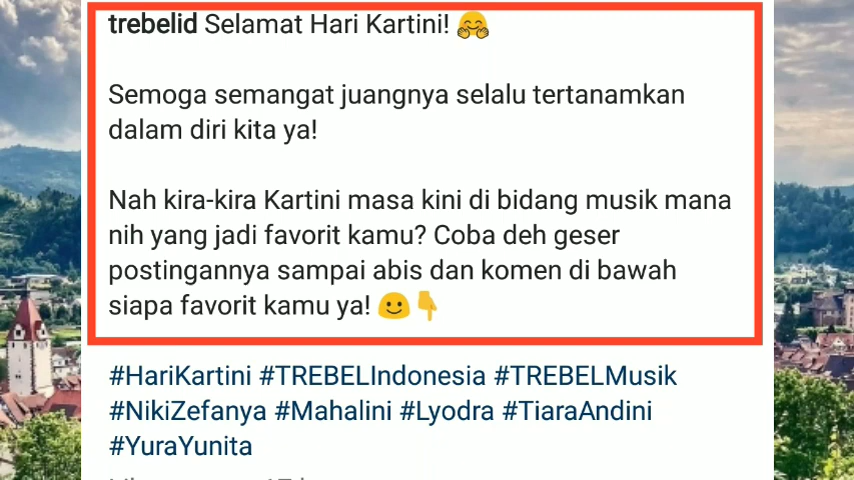 trebelid Selamat Hari Kartini! 🤗
Semoga semangat juangnya selalu tertanamkan
dalam diri kita ya!
Nah kira-kira Kartini masa kini di bidang musik mana
nih yang jadi favorit kamu? Coba deh geser
postingannya sampai abis dan komen di bawah
siapa favorit kamu ya! 🙂👇
#HariKartini #TREBELIndonesia #TREBELMusik
#NikiZefanya #Mahalini #Lyodra #TiaraAndini
#YuraYunita